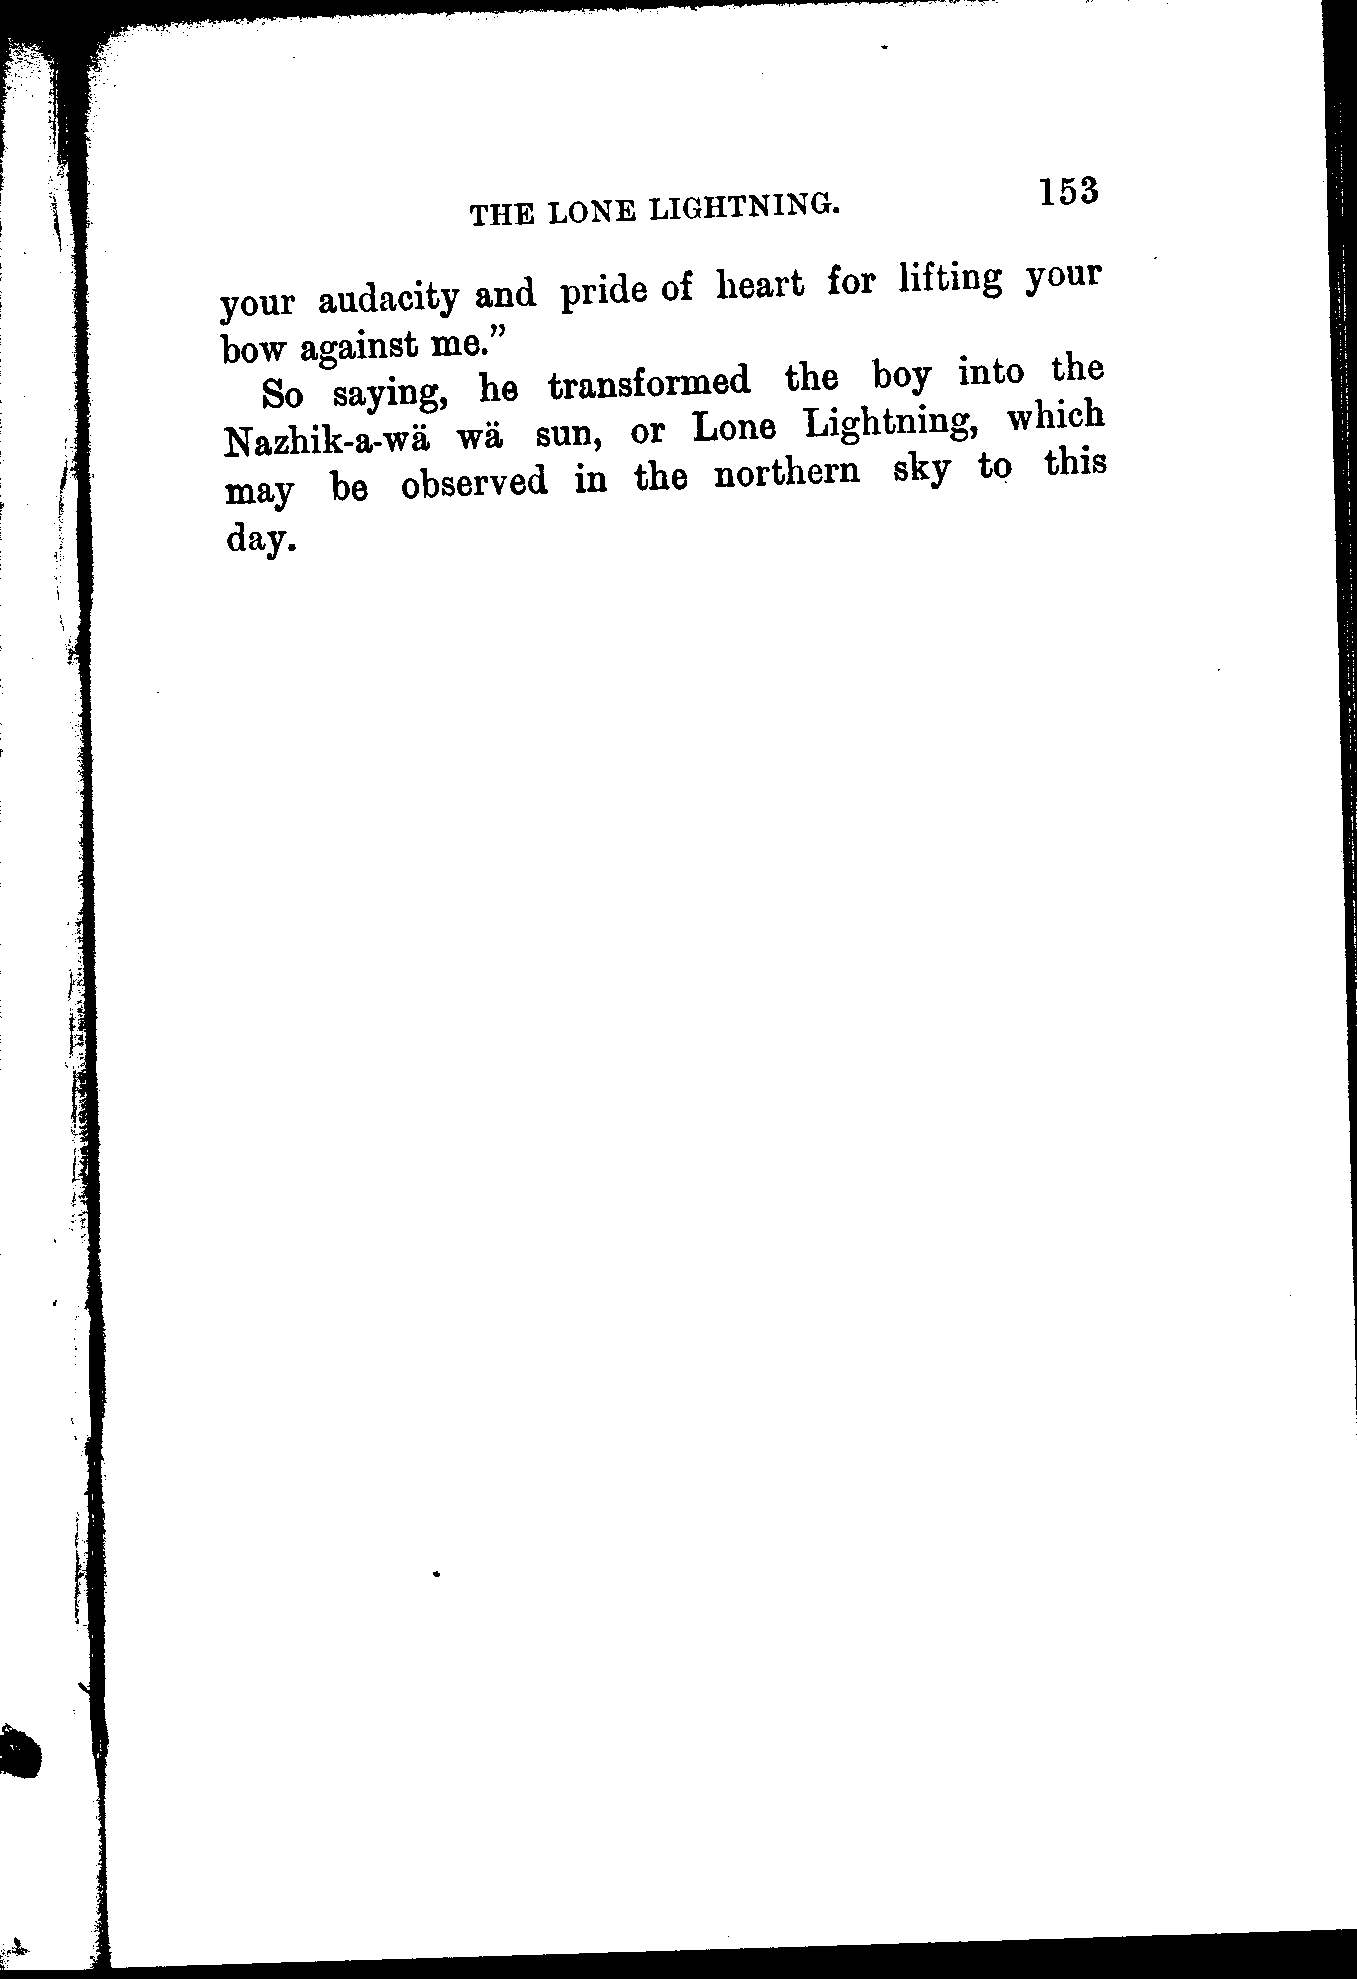 THE LONE LIGHTNING. 153
your audacity and pride of heart for lifting your
bow against me.”
So saying, he transformed the boy into the
Nazhik-a-wä wä sun, or Lone Lightning, which
may be observed in the northern sky to this
day.